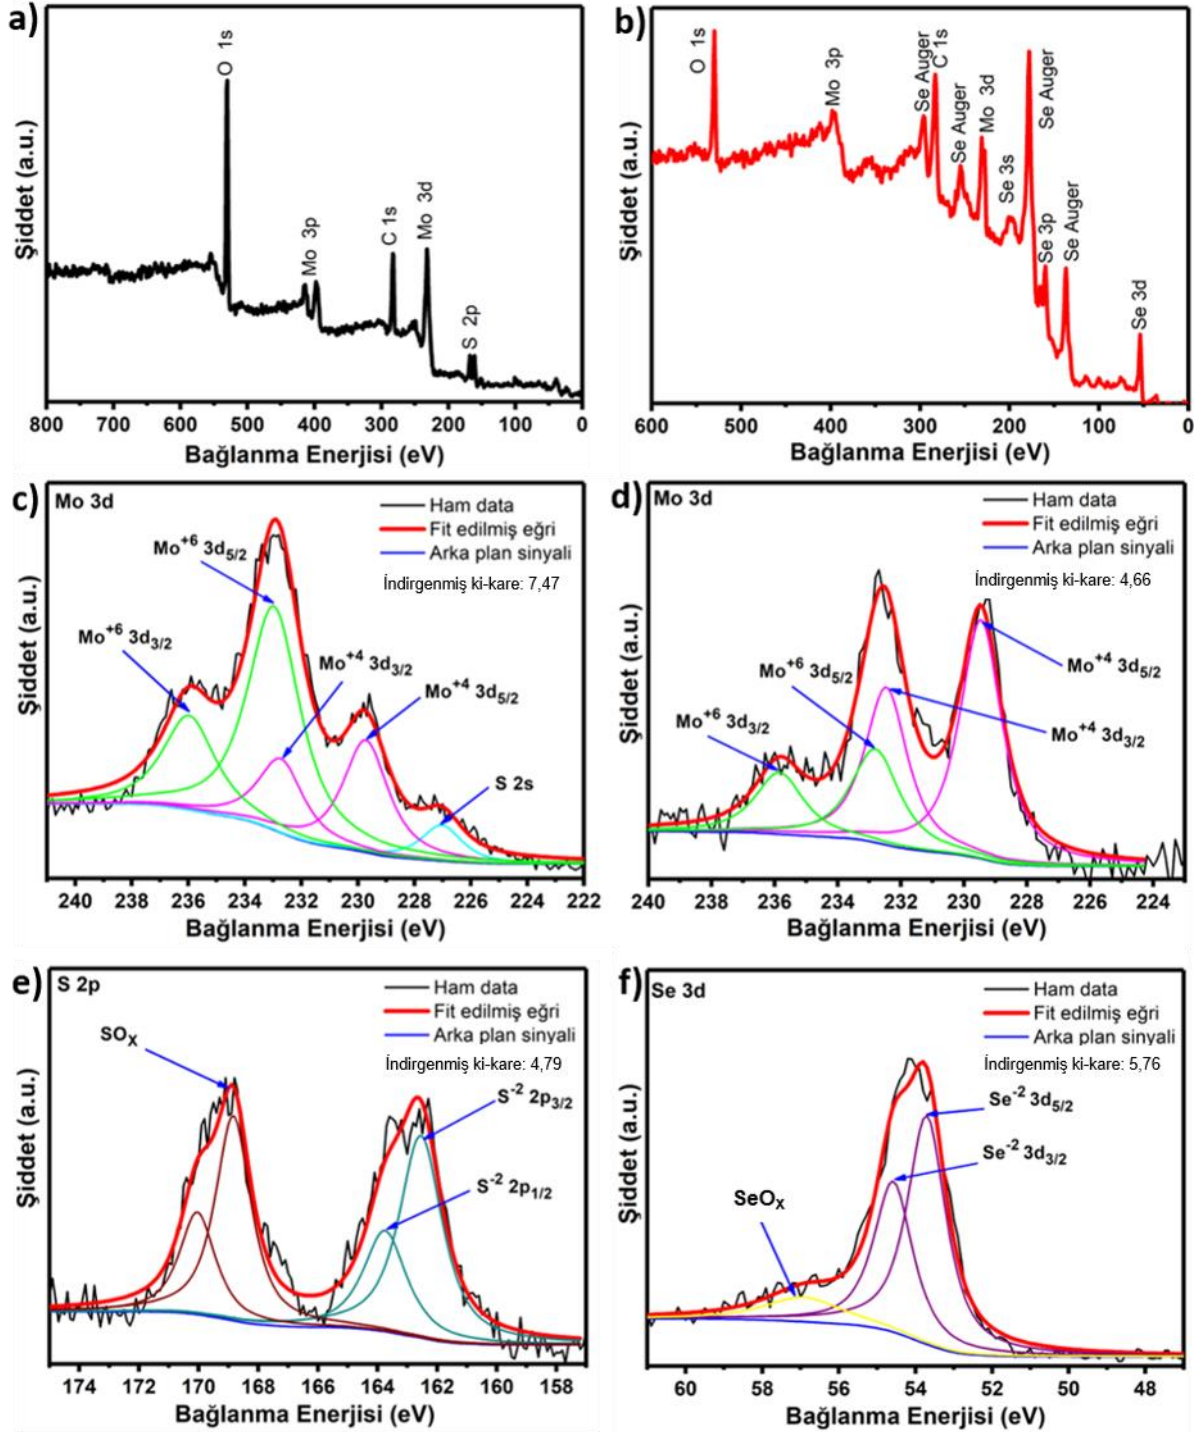 a)
O 1s
Mo 3p
C 1s
Mo 3d
S 2p
Şiddet (a.u.)
800 700 600 500 400 300 200 100 0
Bağlanma Enerjisi (eV)
b)
O 1s
Mo 3p
Se Auger
C 1s
Se Auger
Mo 3d
Se 3s
Se Auger
Se 3p
Se Auger
Se 3d
Şiddet (a.u.)
600 500 400 300 200 100 0
Bağlanma Enerjisi (eV)
c)
Mo 3d
Ham data
Fit edilmiş eğri
Arka plan sinyali
İndirgenmiş ki-kare: 7,47
Mo+6 3d5/2
Mo+6 3d3/2
Mo+4 3d3/2
Mo+4 3d5/2
S 2s
Şiddet (a.u.)
240 238 236 234 232 230 228 226 224 222
Bağlanma Enerjisi (eV)
d)
Mo 3d
Ham data
Fit edilmiş eğri
Arka plan sinyali
İndirgenmiş ki-kare: 4,66
Mo+4 3d5/2
Mo+6 3d5/2
Mo+6 3d3/2
Mo+4 3d3/2
Şiddet (a.u.)
240 238 236 234 232 230 228 226 224
Bağlanma Enerjisi (eV)
e)
S 2p
Ham data
Fit edilmiş eğri
Arka plan sinyali
İndirgenmiş ki-kare: 4,79
SOX
S-2 2p3/2
S-2 2p1/2
Şiddet (a.u.)
174 172 170 168 166 164 162 160 158
Bağlanma Enerjisi (eV)
f)
Se 3d
Ham data
Fit edilmiş eğri
Arka plan sinyali
İndirgenmiş ki-kare: 5,76
Se-2 3d5/2
Se-2 3d3/2
SeOX
Şiddet (a.u.)
60 58 56 54 52 50 48
Bağlanma Enerjisi (eV)